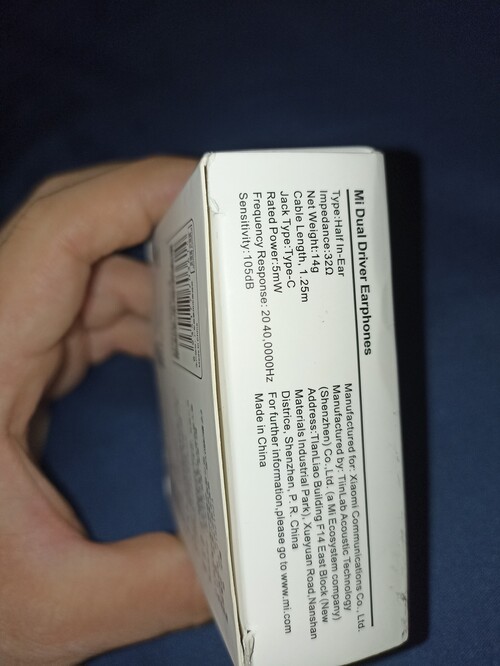 Mi Dual Driver Earphones
Type:Half In-Ear
Impedance:32Ω
Net Weight:14g
Cable Length, 1.25m
Jack Type:Type-C
Rated Power:5mW
Frequency Response: 20 40,0000Hz
Sensitivity:105dB
Manufactured for: Xiaomi Communications Co., Ltd.
Manufactured by: TiinLab Acoustic Technology
(Shenzhen) Co.,Ltd. (a Mi Ecosystem company)
Address:TianLiao Building F14 East Block (New
Materials Industrial Park), Xueyuan Road,Nanshan
Districe, Shenzhen, P. R. China
For further information,please go to www.mi.com
Made in China